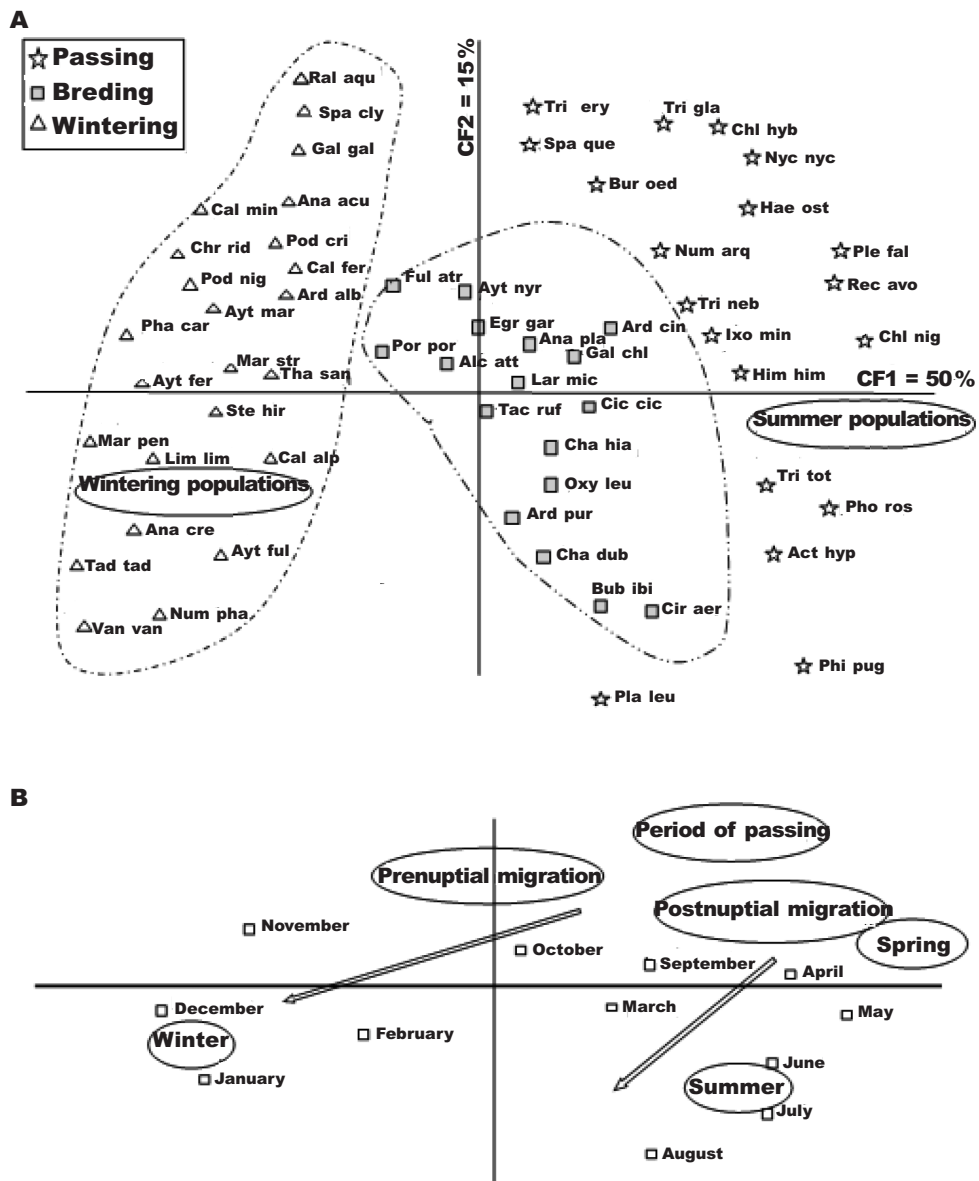 A
Passing
Breding
Wintering
CF2 = 15%
Ral aqu
Spa cly
Gal gal
Ana acu
Cal min
Pod cri
Chr rid
Cal fer
Pod nig
Ard alb
Ayt mar
Pha car
Mar str
Tha san
Ayt fer
Ste hir
Mar pen
Lim lim
Cal alp
Wintering populations
Ana cre
Ayt ful
Tad tad
Num pha
Van van
Ful atr
Ayt nyr
Egr gar
Ana pla
Ard cin
Por por
Alc att
Gal chl
Lar mic
Tac ruf
Cic cic
Cha hia
Oxy leu
Ard pur
Cha dub
Bub ibi
Cir aer
Tri ery
Tri gla
Chl hyb
Spa que
Nyc nyc
Bur oed
Hae ost
Num arq
Ple fal
Rec avo
Tri neb
Ixo min
Chl nig
Him him
CF1 = 50%
Summer populations
Tri tot
Pho ros
Act hyp
Phi pug
Pla leu
B
Period of passing
Prenuptial migration
Postnuptial migration
Spring
November
October
September
April
December
March
May
February
Winter
January
June
Summer
July
August